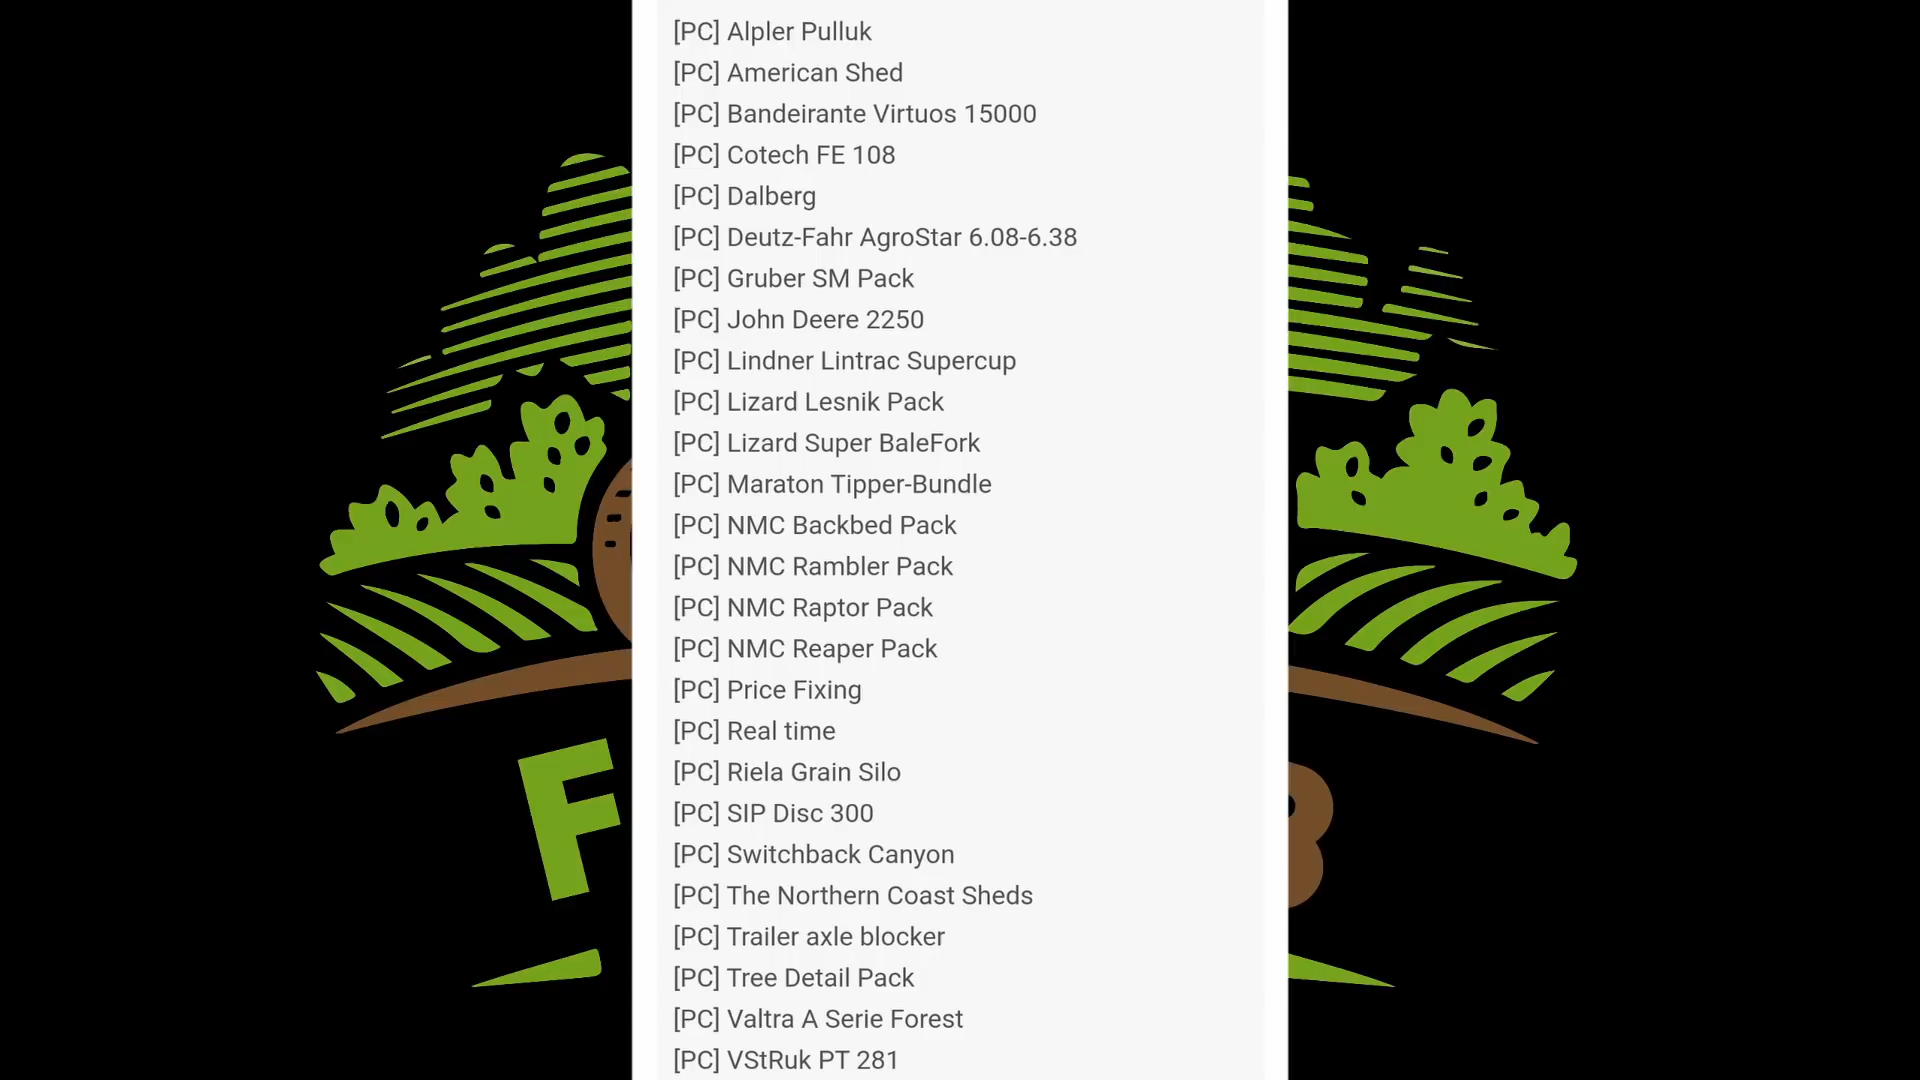 [PC] Alpler Pulluk
[PC] American Shed
[PC] Bandeirante Virtuos 15000
[PC] Cotech FE 108
[PC] Dalberg
[PC] Deutz-Fahr AgroStar 6.08-6.38
[PC] Gruber SM Pack
[PC] John Deere 2250
[PC] Lindner Lintrac Supercup
[PC] Lizard Lesnik Pack
[PC] Lizard Super BaleFork
[PC] Maraton Tipper-Bundle
[PC] NMC Backbed Pack
[PC] NMC Rambler Pack
[PC] NMC Raptor Pack
[PC] NMC Reaper Pack
[PC] Price Fixing
[PC] Real time
[PC] Riela Grain Silo
[PC] SIP Disc 300
[PC] Switchback Canyon
[PC] The Northern Coast Sheds
[PC] Trailer axle blocker
[PC] Tree Detail Pack
[PC] Valtra A Serie Forest
[PC] VStRuk PT 281
F
B